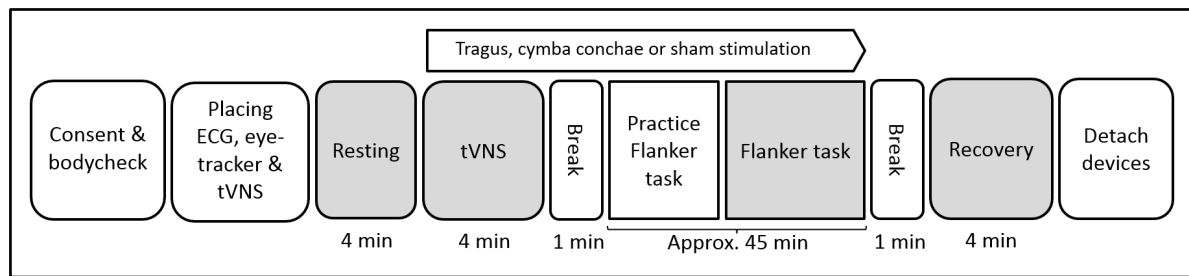 Tragus, cymba conchae or sham stimulation
Consent &
bodycheck
Placing
ECG, eye-
tracker &
tVNS
Resting
tVNS
Break
Practice
Flanker
task
Flanker task
Break
Recovery
Detach
devices
4 min
4 min
1 min
Approx. 45 min
1 min
4 min